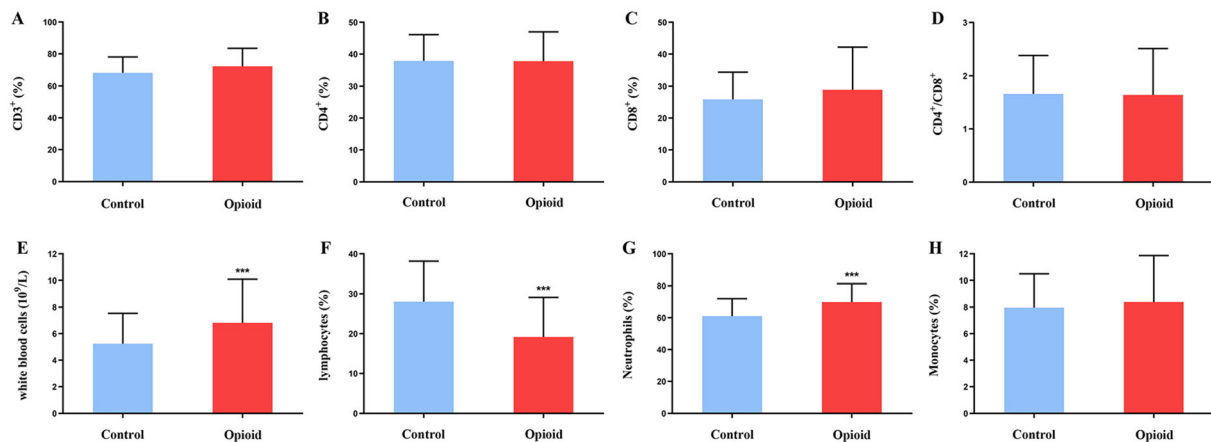 A
CD3+ (%)
100
80
60
40
20
0
Control
Opioid
B
CD4+ (%)
50
40
30
20
10
0
Control
Opioid
C
CD8+ (%)
50
40
30
20
10
0
Control
Opioid
D
CD4+/CD8+
3
2
1
0
Control
Opioid
E
white blood cells (10⁹/L)
12
10
8
6
4
2
0
***
Control
Opioid
F
lymphocytes (%)
40
30
20
10
0
***
Control
Opioid
G
Neutrophils (%)
100
80
60
40
20
0
***
Control
Opioid
H
Monocytes (%)
12
10
8
6
4
2
0
Control
Opioid